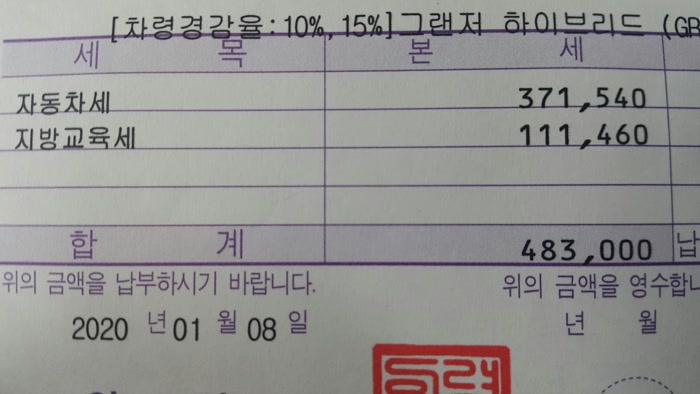 [차령경감율:10%,15%]그랜저 하이브리드 (GR
세 목 본 세
자동차세 371,540
지방교육세 111,460
합 계 483,000 납
위의 금액을 납부하시기 바랍니다. 위의 금액을 영수합니
2020 년 01 월 08 일 년 월